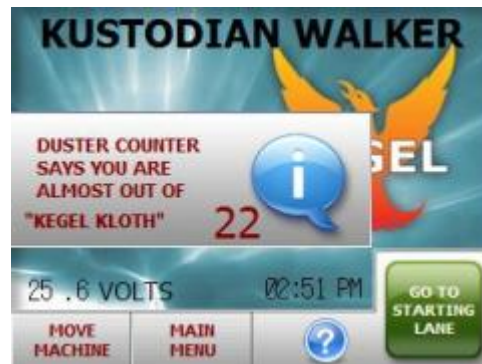 KUSTODIAN WALKER
GEL
DUSTER COUNTER
SAYS YOU ARE
ALMOST OUT OF
"KEGEL KLOTH" 22
i
25 .6 VOLTS
02:51 PM
GO TO
STARTING
LANE
MOVE
MACHINE
MAIN
MENU
?